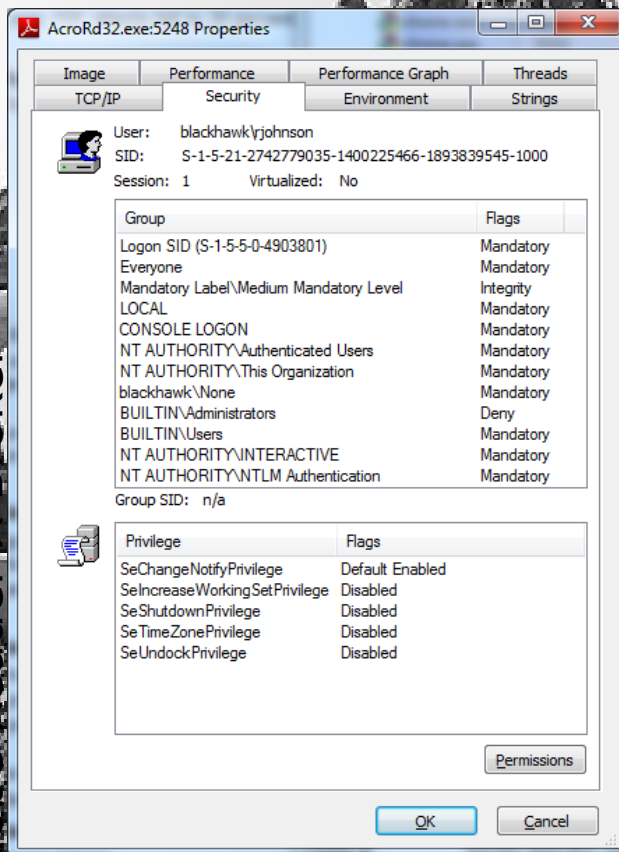 AcroRd32.exe:5248 Properties
Image Performance Performance Graph Threads
TCP/IP Security Environment Strings
User: blackhawk\rjohnson
SID: S-1-5-21-2742779035-1400225466-1893839545-1000
Session: 1 Virtualized: No
Group Flags
Logon SID (S-1-5-5-0-4903801) Mandatory
Everyone Mandatory
Mandatory Label\Medium Mandatory Level Integrity
LOCAL Mandatory
CONSOLE LOGON Mandatory
NT AUTHORITY\Authenticated Users Mandatory
NT AUTHORITY\This Organization Mandatory
blackhawk\None Mandatory
BUILTIN\Administrators Deny
BUILTIN\Users Mandatory
NT AUTHORITY\INTERACTIVE Mandatory
NT AUTHORITY\NTLM Authentication Mandatory
Group SID: n/a
Privilege Flags
SeChangeNotifyPrivilege Default Enabled
SeIncreaseWorkingSetPrivilege Disabled
SeShutdownPrivilege Disabled
SeTimeZonePrivilege Disabled
SeUndockPrivilege Disabled
Permissions
OK Cancel